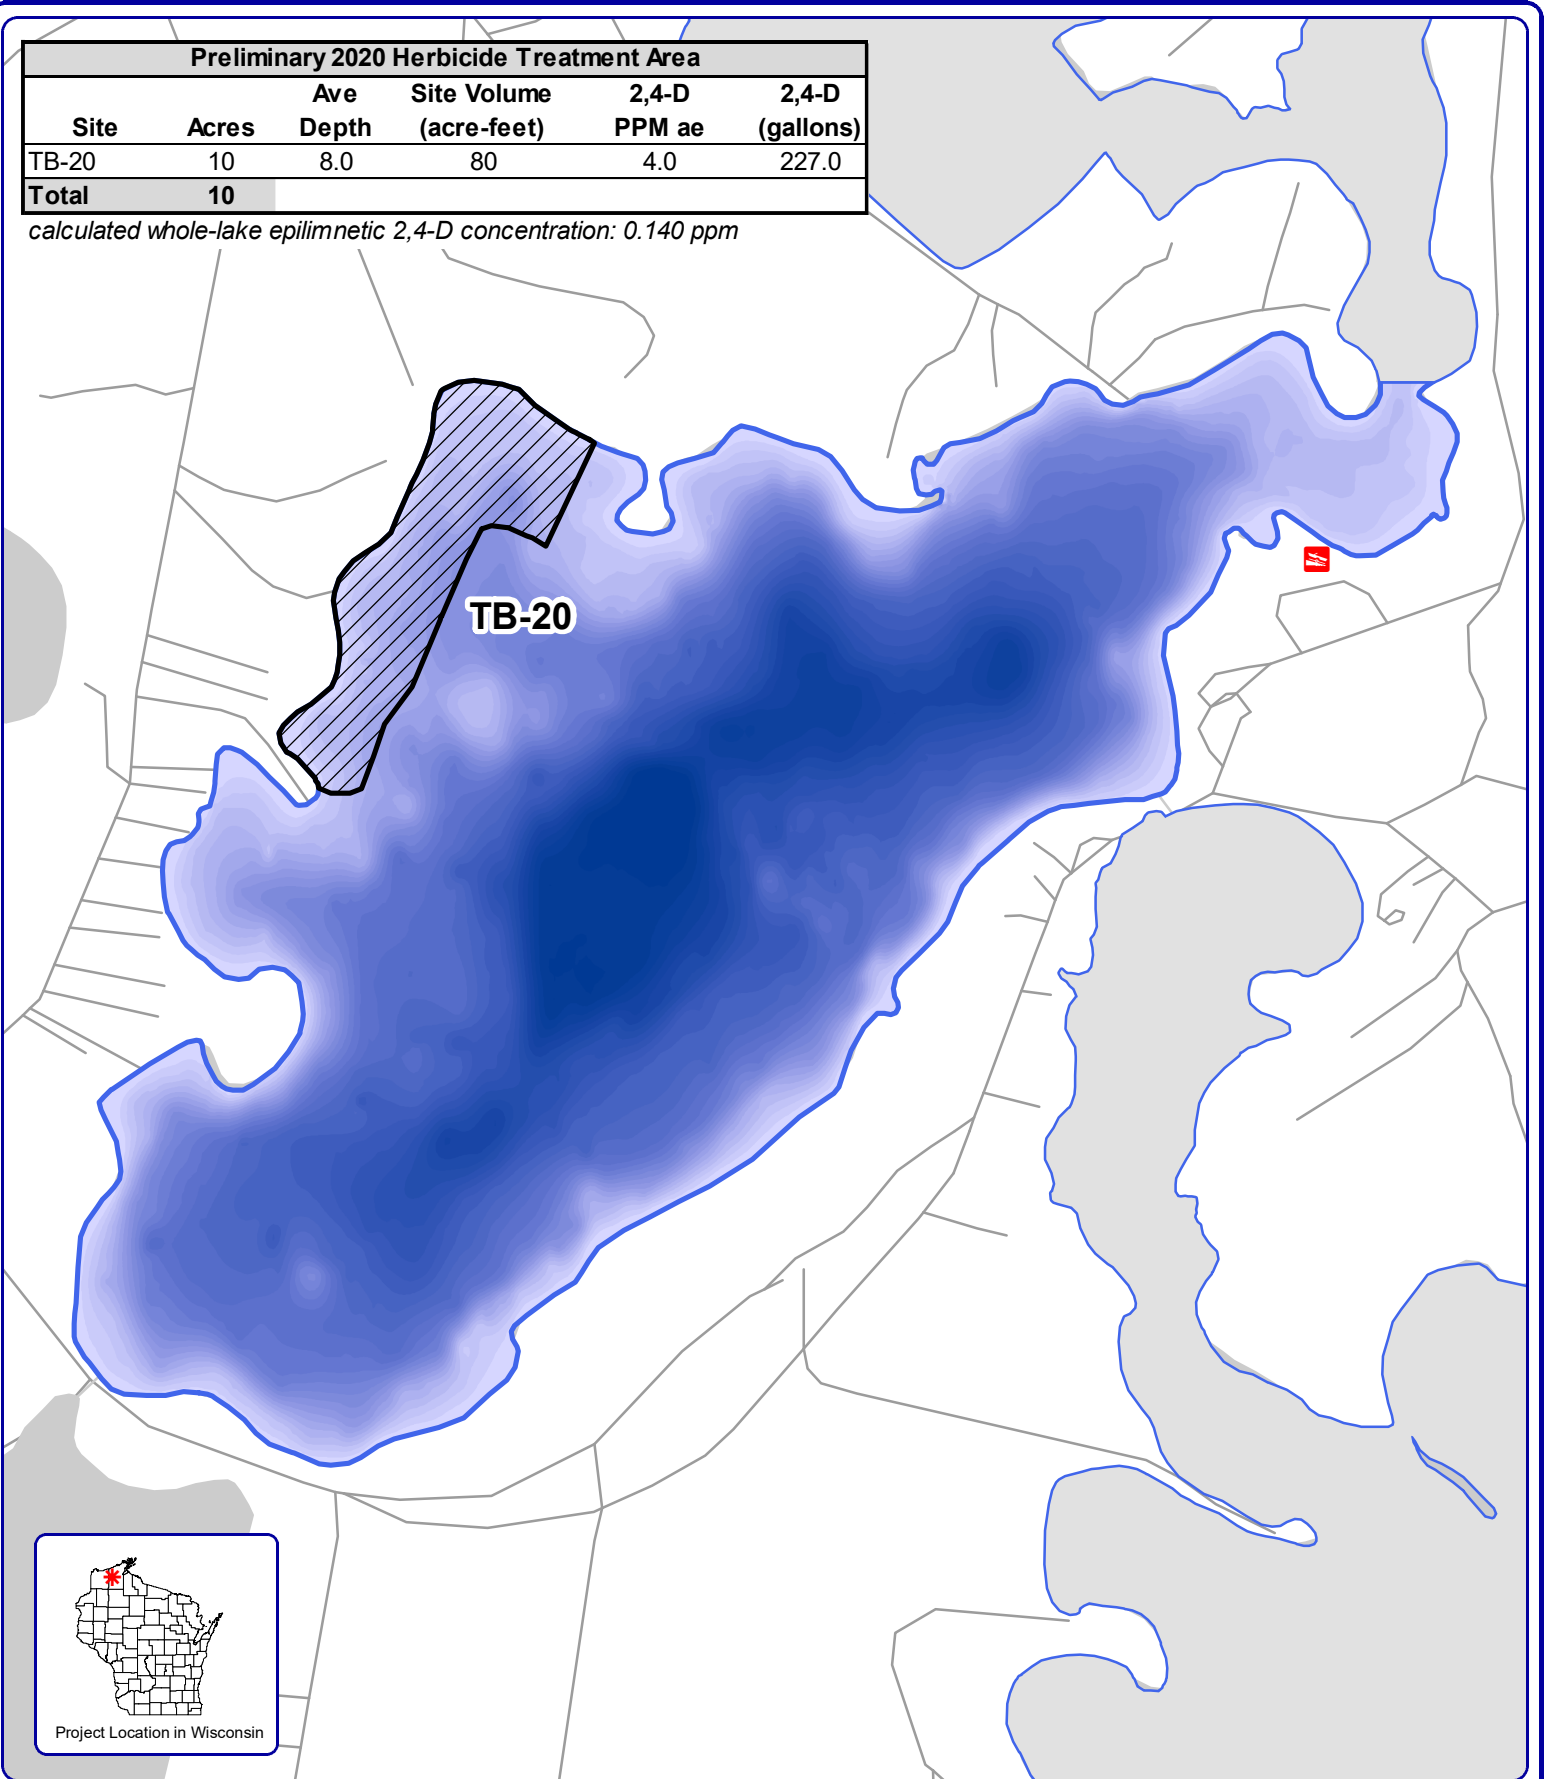 Preliminary 2020 Herbicide Treatment Area
Ave Site Volume 2,4-D 2,4-D
Site Acres Depth (acre-feet) PPM ae (gallons)
TB-20 10 8.0 80 4.0 227.0
Total 10
calculated whole-lake epilimnetic 2,4-D concentration: 0.140 ppm
TB-20
Project Location in Wisconsin